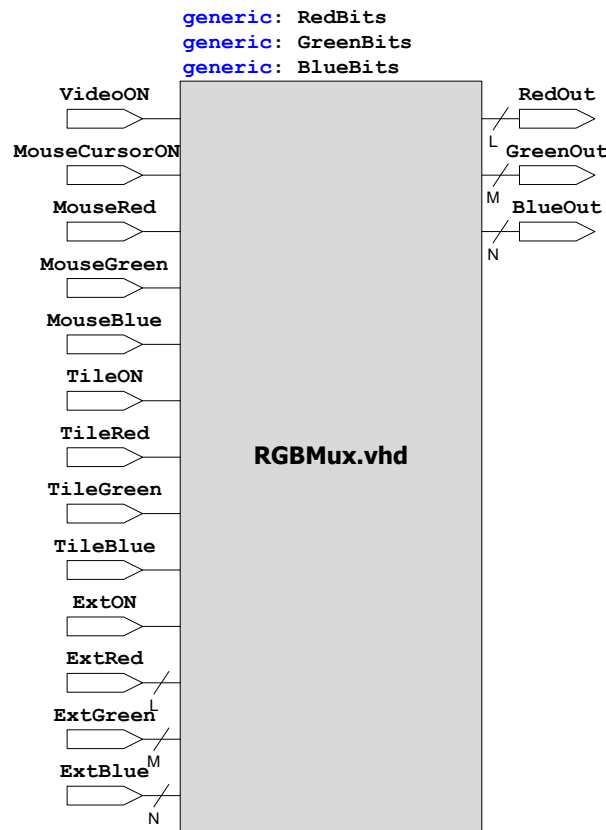 generic: RedBits
generic: GreenBits
generic: BlueBits
VideoON
MouseCursorON
MouseRed
MouseGreen
MouseBlue
TileON
TileRed
TileGreen
TileBlue
ExtON
ExtRed
L
ExtGreen
M
ExtBlue
N
RGBMux.vhd
RedOut
L
GreenOut
M
BlueOut
N